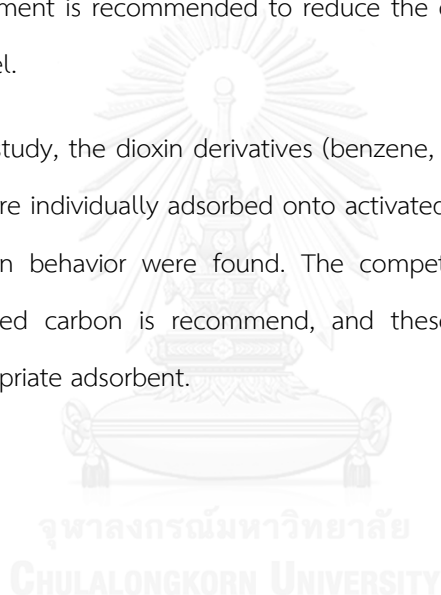 ment is recommended to reduce the
el.
study, the dioxin derivatives (benzene,
re individually adsorbed onto activated
n behavior were found. The compet
ed carbon is recommend, and these
priate adsorbent.
จุฬาลงกรณ์มหาวิทยาลัย
CHULALONGKORN UNIVERSITY